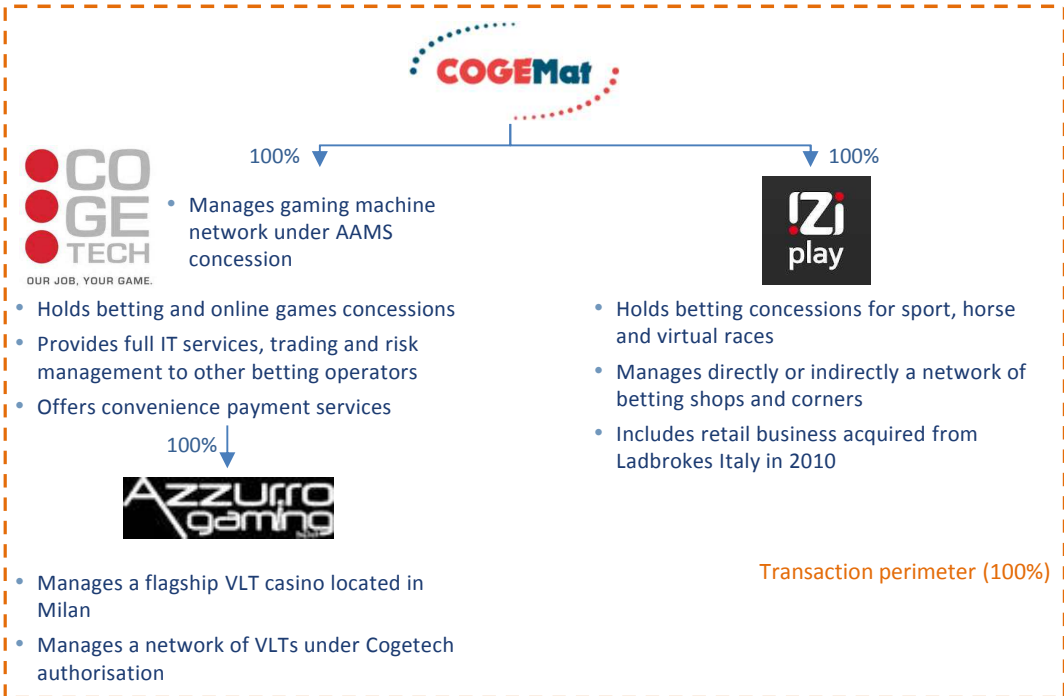 COGEMat
100%
100%
CO
GE
TECH
OUR JOB, YOUR GAME.
• Manages gaming machine
network under AAMS
concession
• Holds betting and online games concessions
• Provides full IT services, trading and risk
management to other betting operators
• Offers convenience payment services
100%
Azzurro
gaming
• Manages a flagship VLT casino located in
Milan
• Manages a network of VLTs under Cogetech
authorisation
!Zi
play
• Holds betting concessions for sport, horse
and virtual races
• Manages directly or indirectly a network of
betting shops and corners
• Includes retail business acquired from
Ladbrokes Italy in 2010
Transaction perimeter (100%)